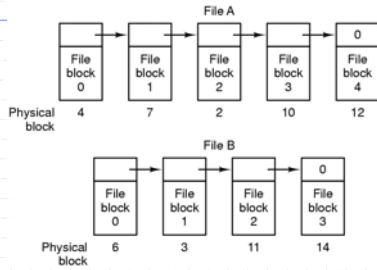 File A
0
File block 0
File block 1
File block 2
File block 3
File block 4
Physical block
4 7 2 10 12
File B
0
File block 0
File block 1
File block 2
File block 3
Physical block
6 3 11 14